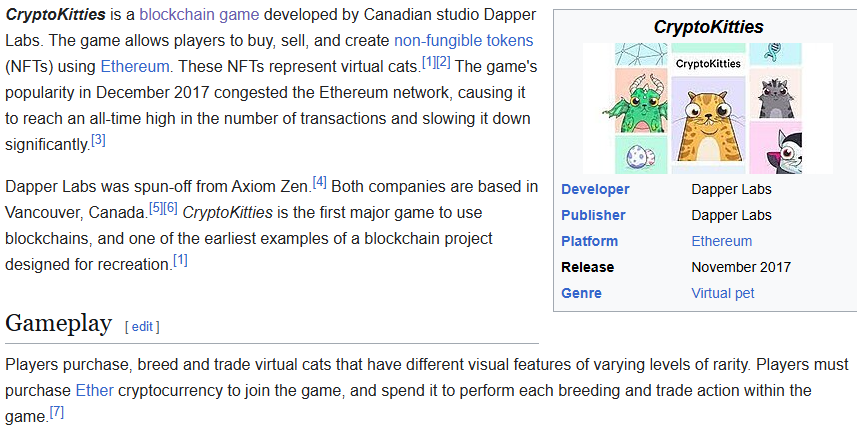 CryptoKitties is a blockchain game developed by Canadian studio Dapper
Labs. The game allows players to buy, sell, and create non-fungible tokens
(NFTs) using Ethereum. These NFTs represent virtual cats.[1][2] The game's
popularity in December 2017 congested the Ethereum network, causing it
to reach an all-time high in the number of transactions and slowing it down
significantly.[3]
Dapper Labs was spun-off from Axiom Zen.[4] Both companies are based in
Vancouver, Canada.[5][6] CryptoKitties is the first major game to use
blockchains, and one of the earliest examples of a blockchain project
designed for recreation.[1]
CryptoKitties
CryptoKitties
Developer Dapper Labs
Publisher Dapper Labs
Platform Ethereum
Release November 2017
Genre Virtual pet
Gameplay [ edit ]
Players purchase, breed and trade virtual cats that have different visual features of varying levels of rarity. Players must
purchase Ether cryptocurrency to join the game, and spend it to perform each breeding and trade action within the
game.[7]